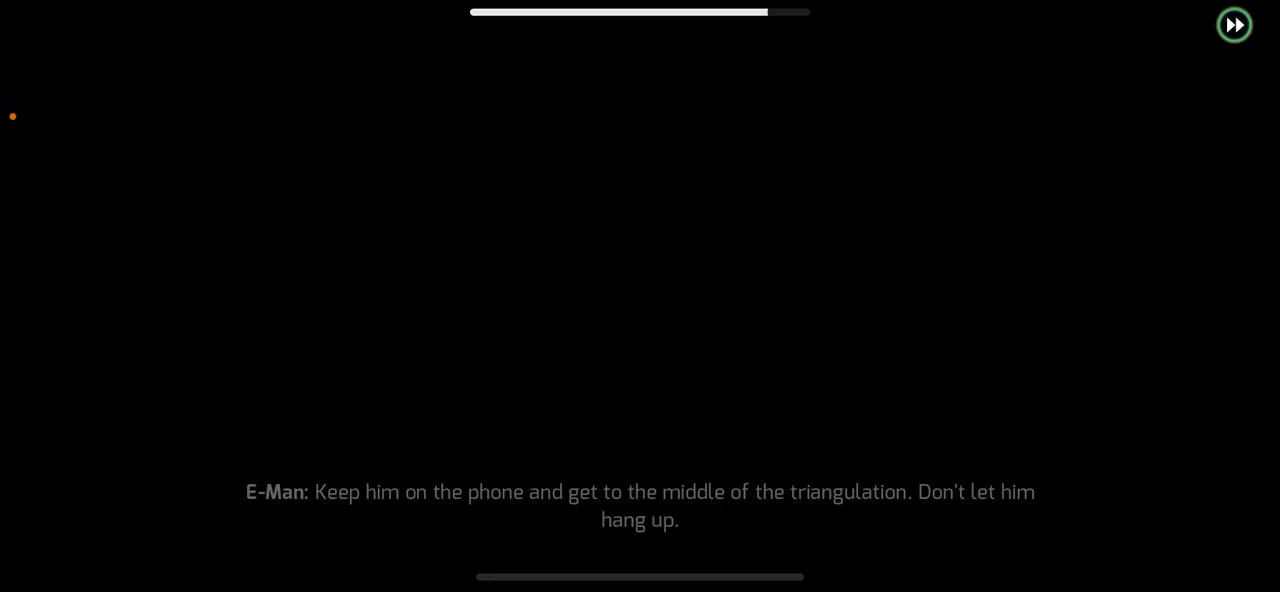 E-Man: Keep him on the phone and get to the middle of the triangulation. Don't let him
hang up.